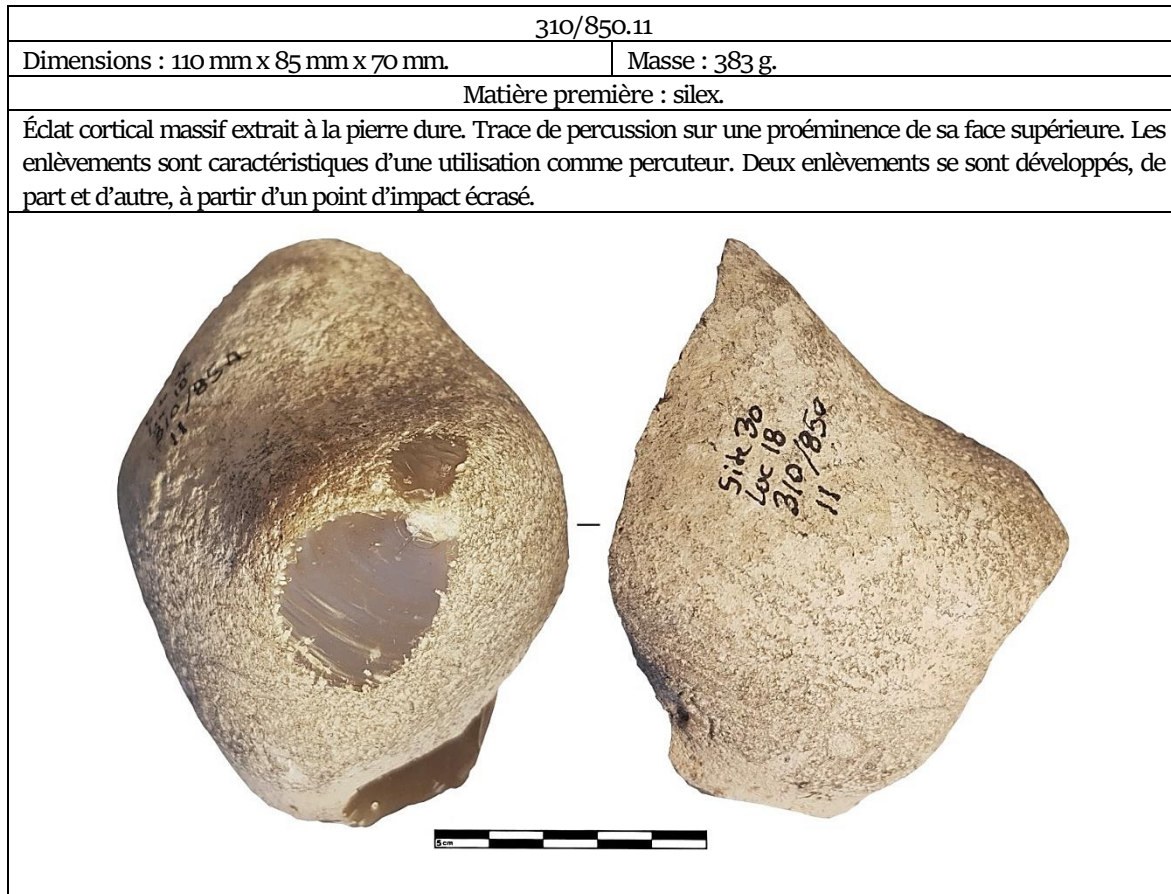 310/850.11
Dimensions : 110 mm x 85 mm x 70 mm.
Masse : 383 g.
Matière première : silex.
Éclat cortical massif extrait à la pierre dure. Trace de percussion sur une proéminence de sa face supérieure. Les
enlèvements sont caractéristiques d'une utilisation comme percuteur. Deux enlèvements se sont développés, de
part et d'autre, à partir d'un point d'impact écrasé.
310/850
11
Site 30
Loc 18
310/850
11
5 cm